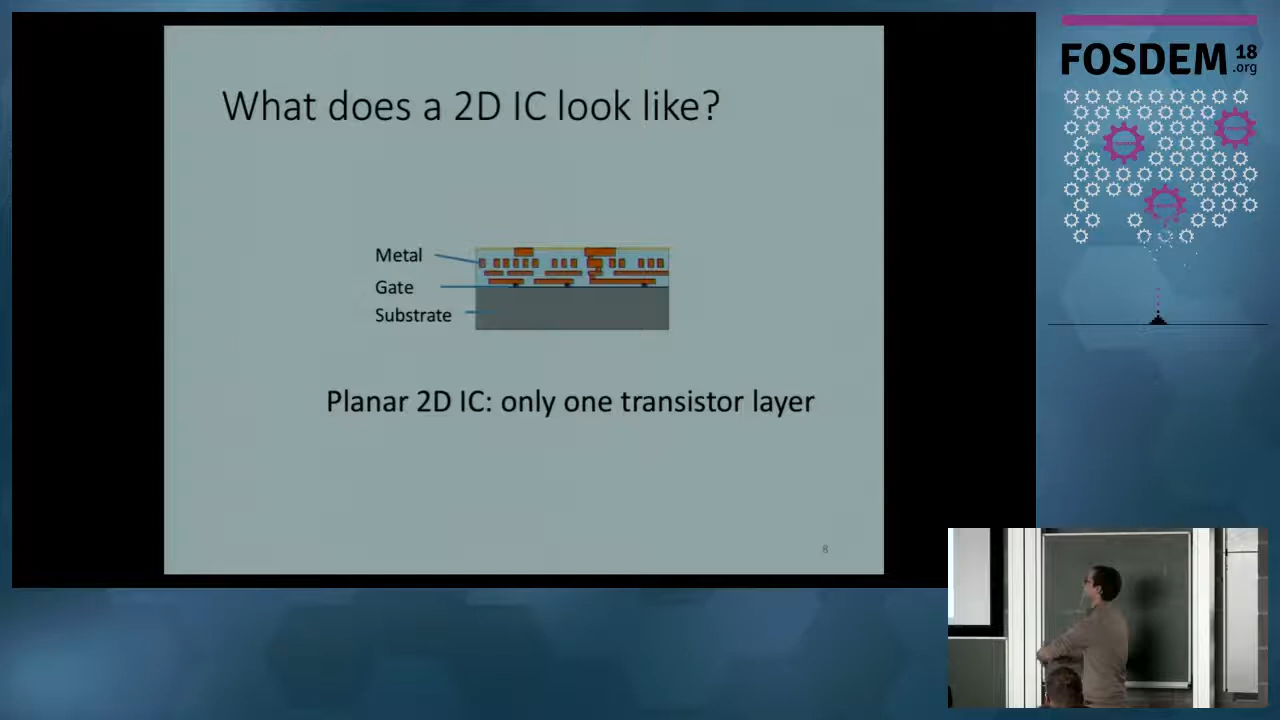 What does a 2D IC look like?
Metal
Gate
Substrate
Planar 2D IC: only one transistor layer
8
FOSDEM 18
.org